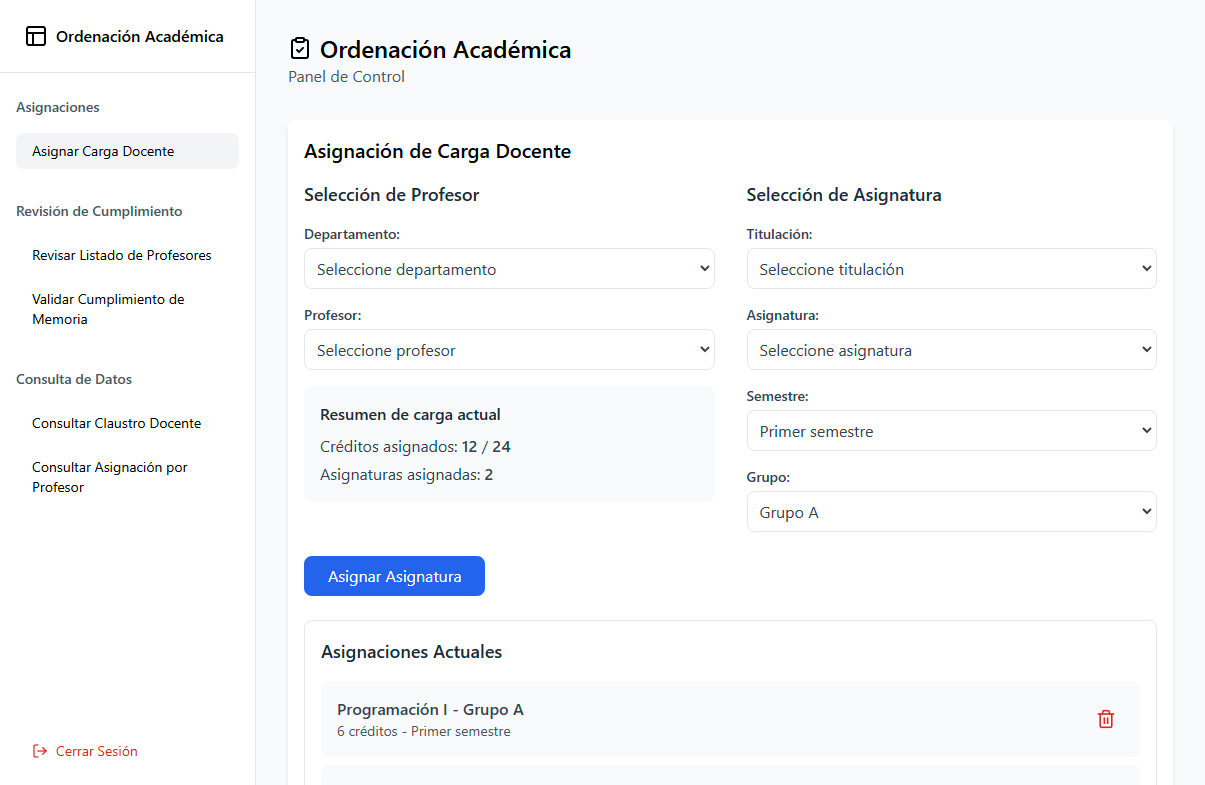 Ordenación Académica
Asignaciones
Asignar Carga Docente
Revisión de Cumplimiento
Revisar Listado de Profesores
Validar Cumplimiento de
Memoria
Consulta de Datos
Consultar Claustro Docente
Consultar Asignación por
Profesor
Cerrar Sesión
Ordenación Académica
Panel de Control
Asignación de Carga Docente
Selección de Profesor
Departamento:
Seleccione departamento
Profesor:
Seleccione profesor
Resumen de carga actual
Créditos asignados: 12 / 24
Asignaturas asignadas: 2
Selección de Asignatura
Titulación:
Seleccione titulación
Asignatura:
Seleccione asignatura
Semestre:
Primer semestre
Grupo:
Grupo A
Asignar Asignatura
Asignaciones Actuales
Programación I - Grupo A
6 créditos - Primer semestre